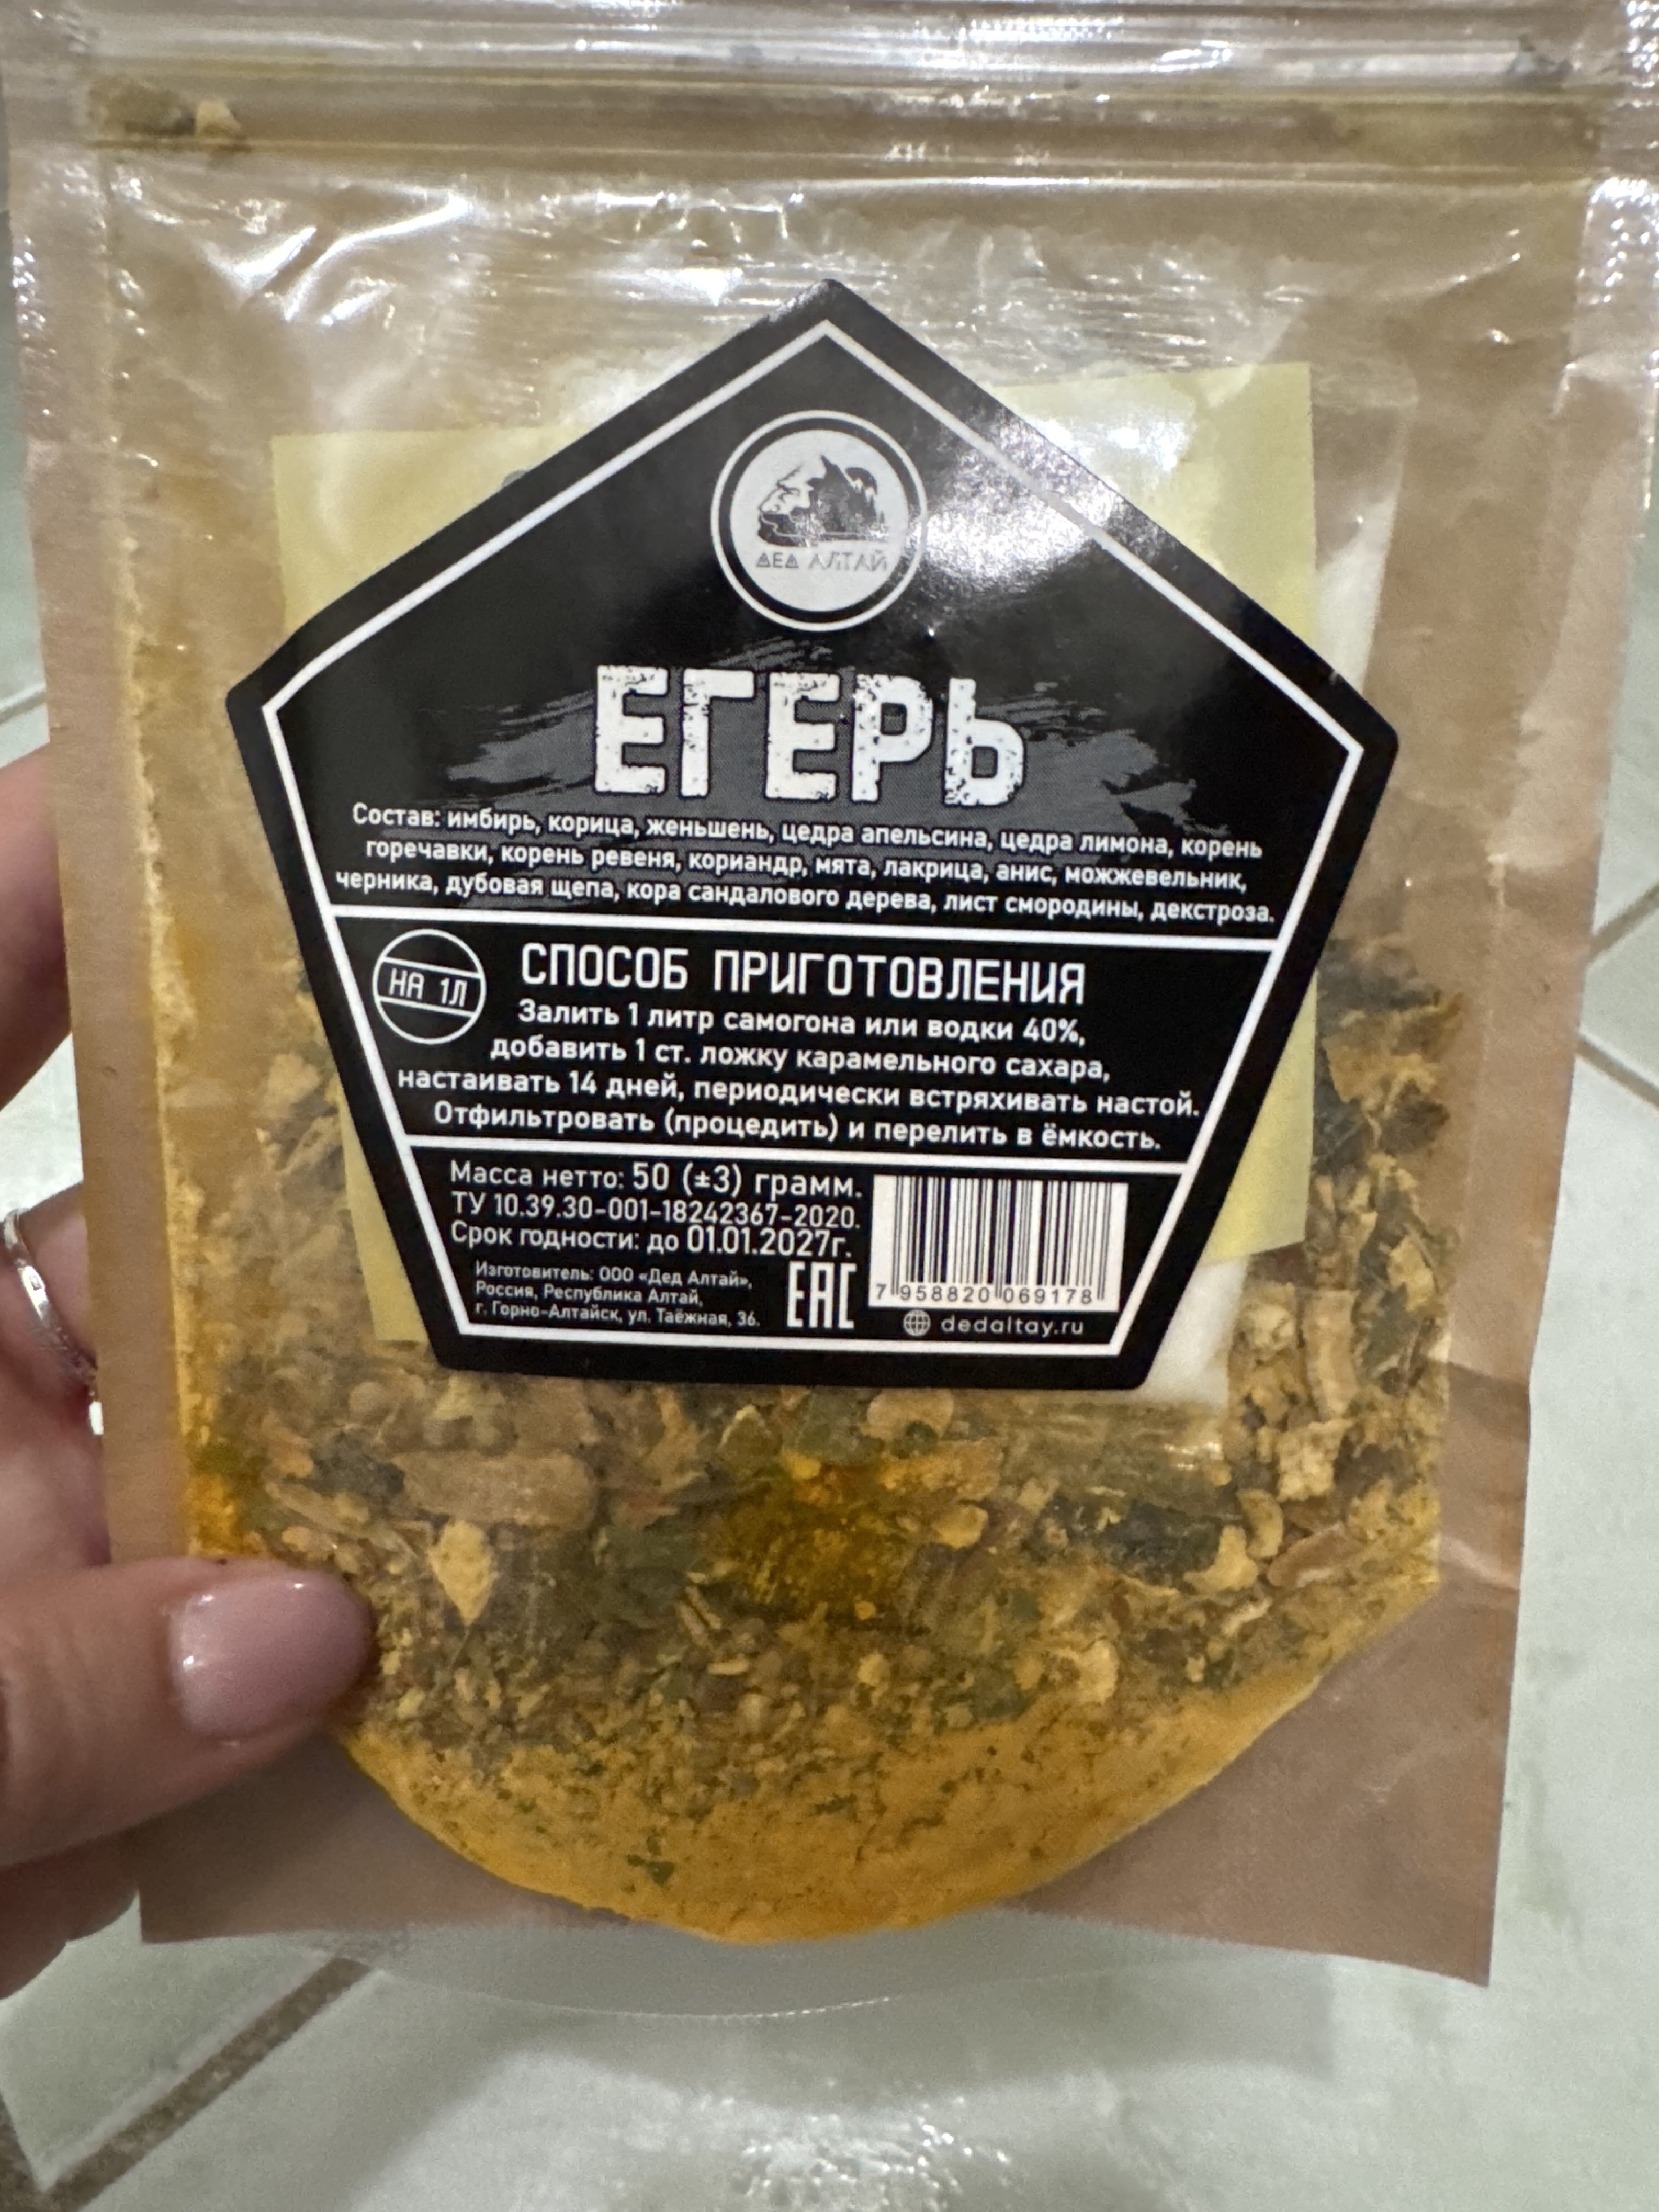 ДЕД АЛТАЙ
ЕГЕРЬ
Состав: имбирь, корица, женьшень, цедра апельсина, цедра лимона, корень
горечавки, корень ревеня, кориандр, мята, лакрица, анис, можжевельник,
черника, дубовая щепа, кора сандалового дерева, лист смородины, декстроза.
НА 1Л
СПОСОБ ПРИГОТОВЛЕНИЯ
Залить 1 литр самогона или водки 40%,
добавить 1 ст. ложку карамельного сахара,
настаивать 14 дней, периодически встряхивать настой.
Отфильтровать (процедить) и перелить в ёмкость.
Масса нетто: 50 (±3) грамм.
ТУ 10.39.30-001-18242367-2020.
Срок годности: до 01.01.2027г.
Изготовитель: ООО «Дед Алтай»,
Россия, Республика Алтай,
г. Горно-Алтайск, ул. Таёжная, 36.
EAC
7 958820 069178
dedaltay.ru